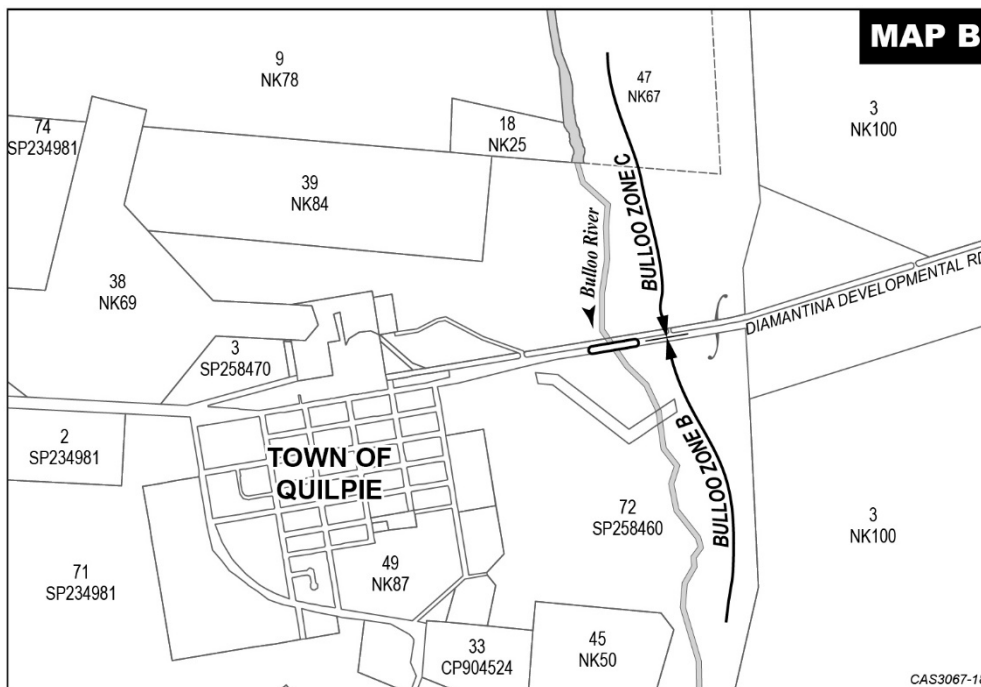 MAP B
9
NK78
47
NK67
3
NK100
74
SP234981
18
NK25
39
NK84
BULLOO ZONE C
Bulloo River
38
NK69
DIAMANTINA DEVELOPMENTAL RD
3
SP258470
2
SP234981
TOWN OF
QUILPIE
BULLOO ZONE B
72
SP258460
3
NK100
71
SP234981
49
NK87
33
CP904524
45
NK50
CAS3067-18